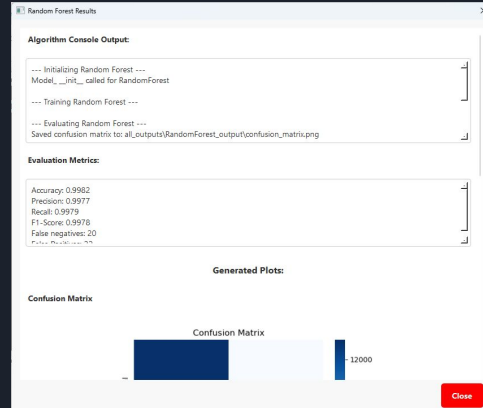 Random Forest Results
Algorithm Console Output:
--- Initializing Random Forest ---
Model_ __init__ called for RandomForest
--- Training Random Forest ---
--- Evaluating Random Forest ---
Saved confusion matrix to: all_outputs\RandomForest_output\confusion_matrix.png
Evaluation Metrics:
Accuracy: 0.9982
Precision: 0.9977
Recall: 0.9979
F1-Score: 0.9978
False negatives: 20
Generated Plots:
Confusion Matrix
Confusion Matrix
12000
Close